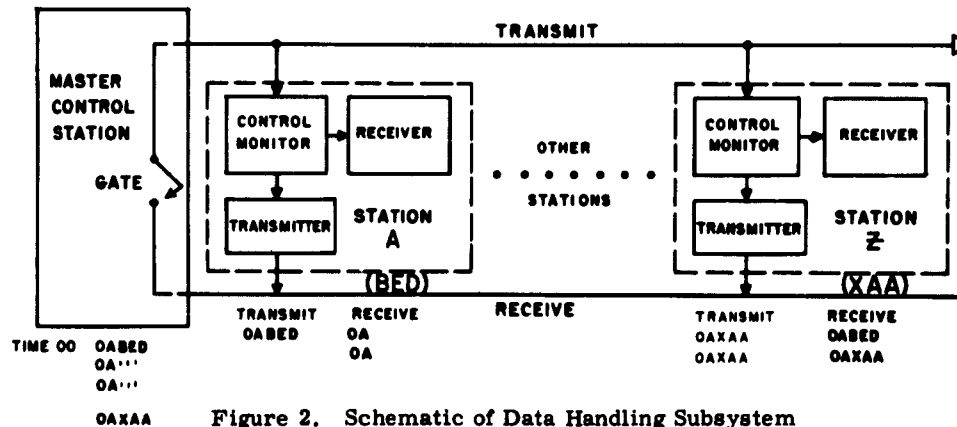 TRANSMIT
MASTER
CONTROL
STATION
GATE
CONTROL
MONITOR
RECEIVER
TRANSMITTER
STATION
A
(BED)
OTHER
STATIONS
CONTROL
MONITOR
RECEIVER
TRANSMITTER
STATION
Z
(XAA)
RECEIVE
TRANSMIT
OABED
RECEIVE
OA
OA
TRANSMIT
OAXAA
OAXAA
RECEIVE
OABED
OAXAA
TIME 00 OABED
OA'''
OA'''
OAXAA
Figure 2. Schematic of Data Handling Subsystem